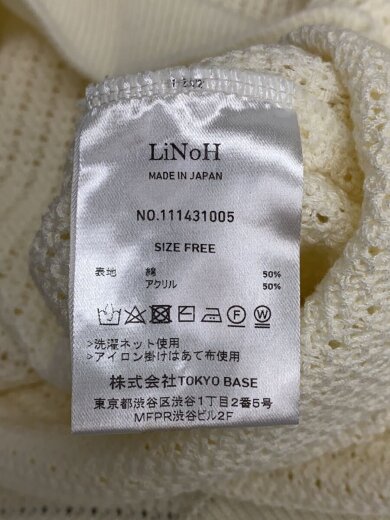 LiNoH
MADE IN JAPAN
NO.111431005
SIZE FREE
表地 綿 50%
アクリル 50%
>洗濯ネット使用
>アイロン掛けはあて布使用
株式会社TOKYO BASE
東京都渋谷区渋谷1丁目2番5号
MFPR渋谷ビル2F